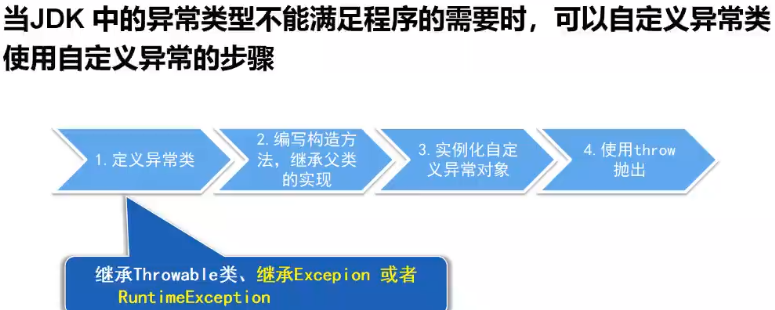 当JDK 中的异常类型不能满足程序的需要时，可以自定义异常类
使用自定义异常的步骤
1. 定义异常类
2. 编写构造方
法，继承父类
的实现
3. 实例化自定
义异常对象
4. 使用throw
抛出
继承Throwable类、继承Excepion 或者
RuntimeException